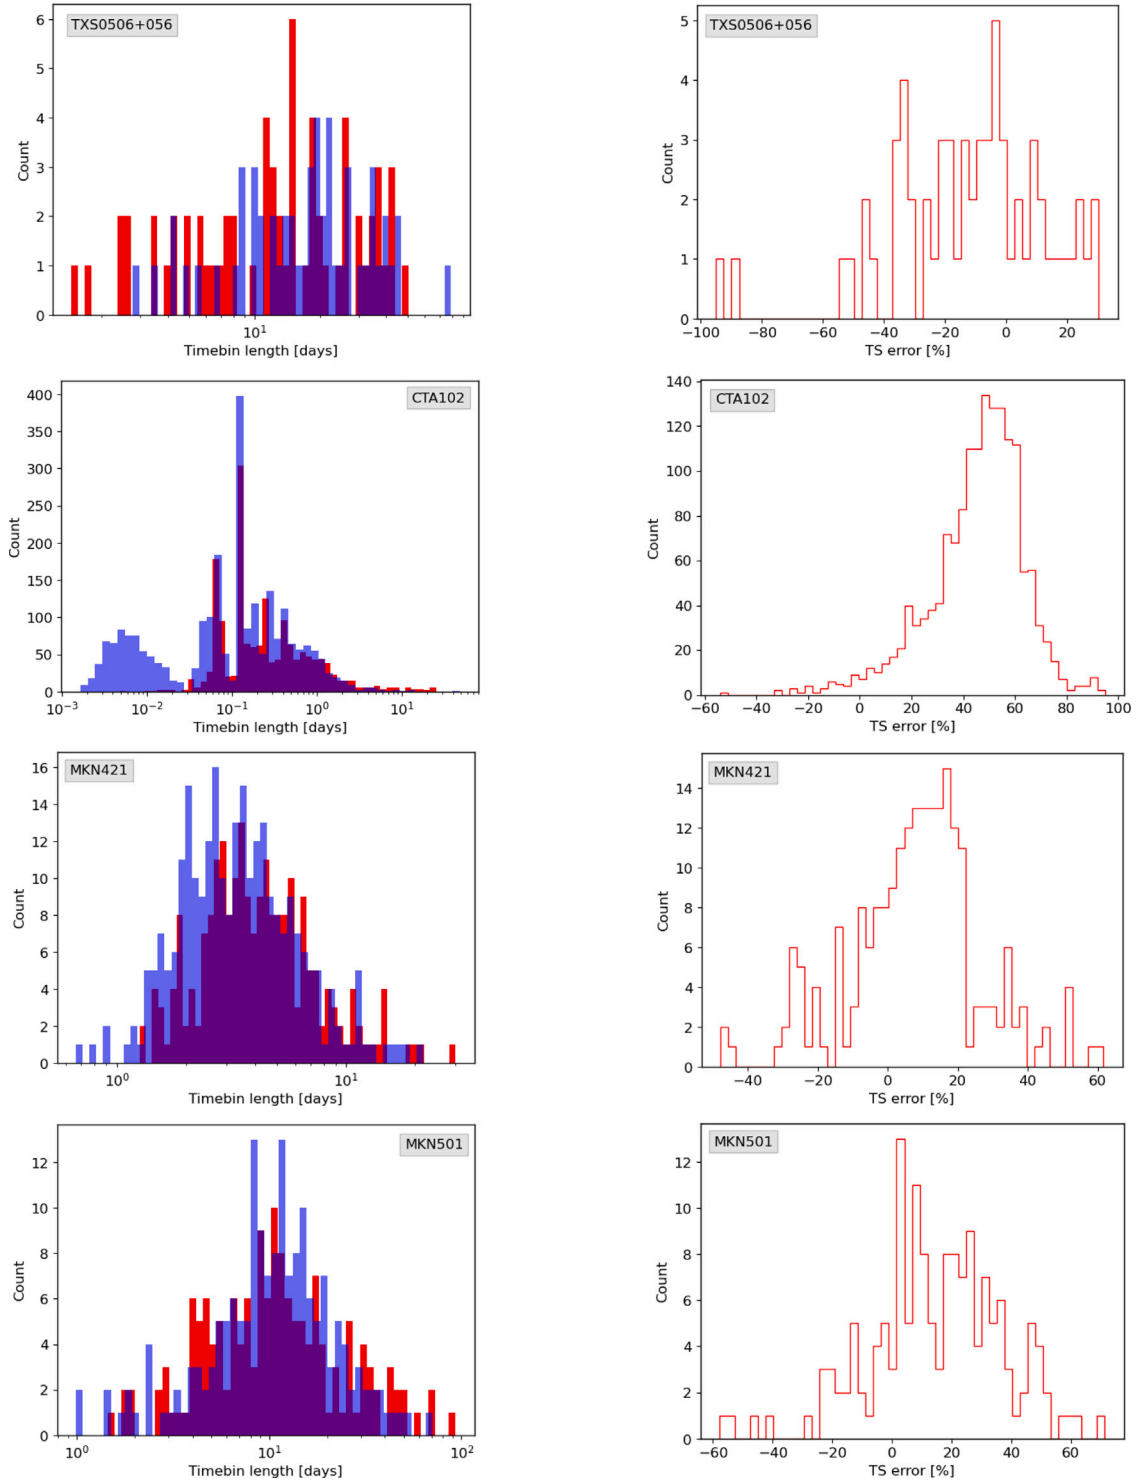 TXS0506+056
6
5
4
3
2
1
0
Count
10¹
Timebin length [days]
TXS0506+056
5
4
3
2
1
0
Count
−100 −80 −60 −40 −20 0 20
TS error [%]
CTA102
400
350
300
250
200
150
100
50
0
Count
10⁻³ 10⁻² 10⁻¹ 10⁰ 10¹
Timebin length [days]
CTA102
140
120
100
80
60
40
20
0
Count
−60 −40 −20 0 20 40 60 80 100
TS error [%]
MKN421
16
14
12
10
8
6
4
2
0
Count
10⁰ 10¹
Timebin length [days]
MKN421
14
12
10
8
6
4
2
0
Count
−40 −20 0 20 40 60
TS error [%]
MKN501
12
10
8
6
4
2
0
Count
10⁰ 10¹ 10²
Timebin length [days]
MKN501
12
10
8
6
4
2
0
Count
−60 −40 −20 0 20 40 60
TS error [%]